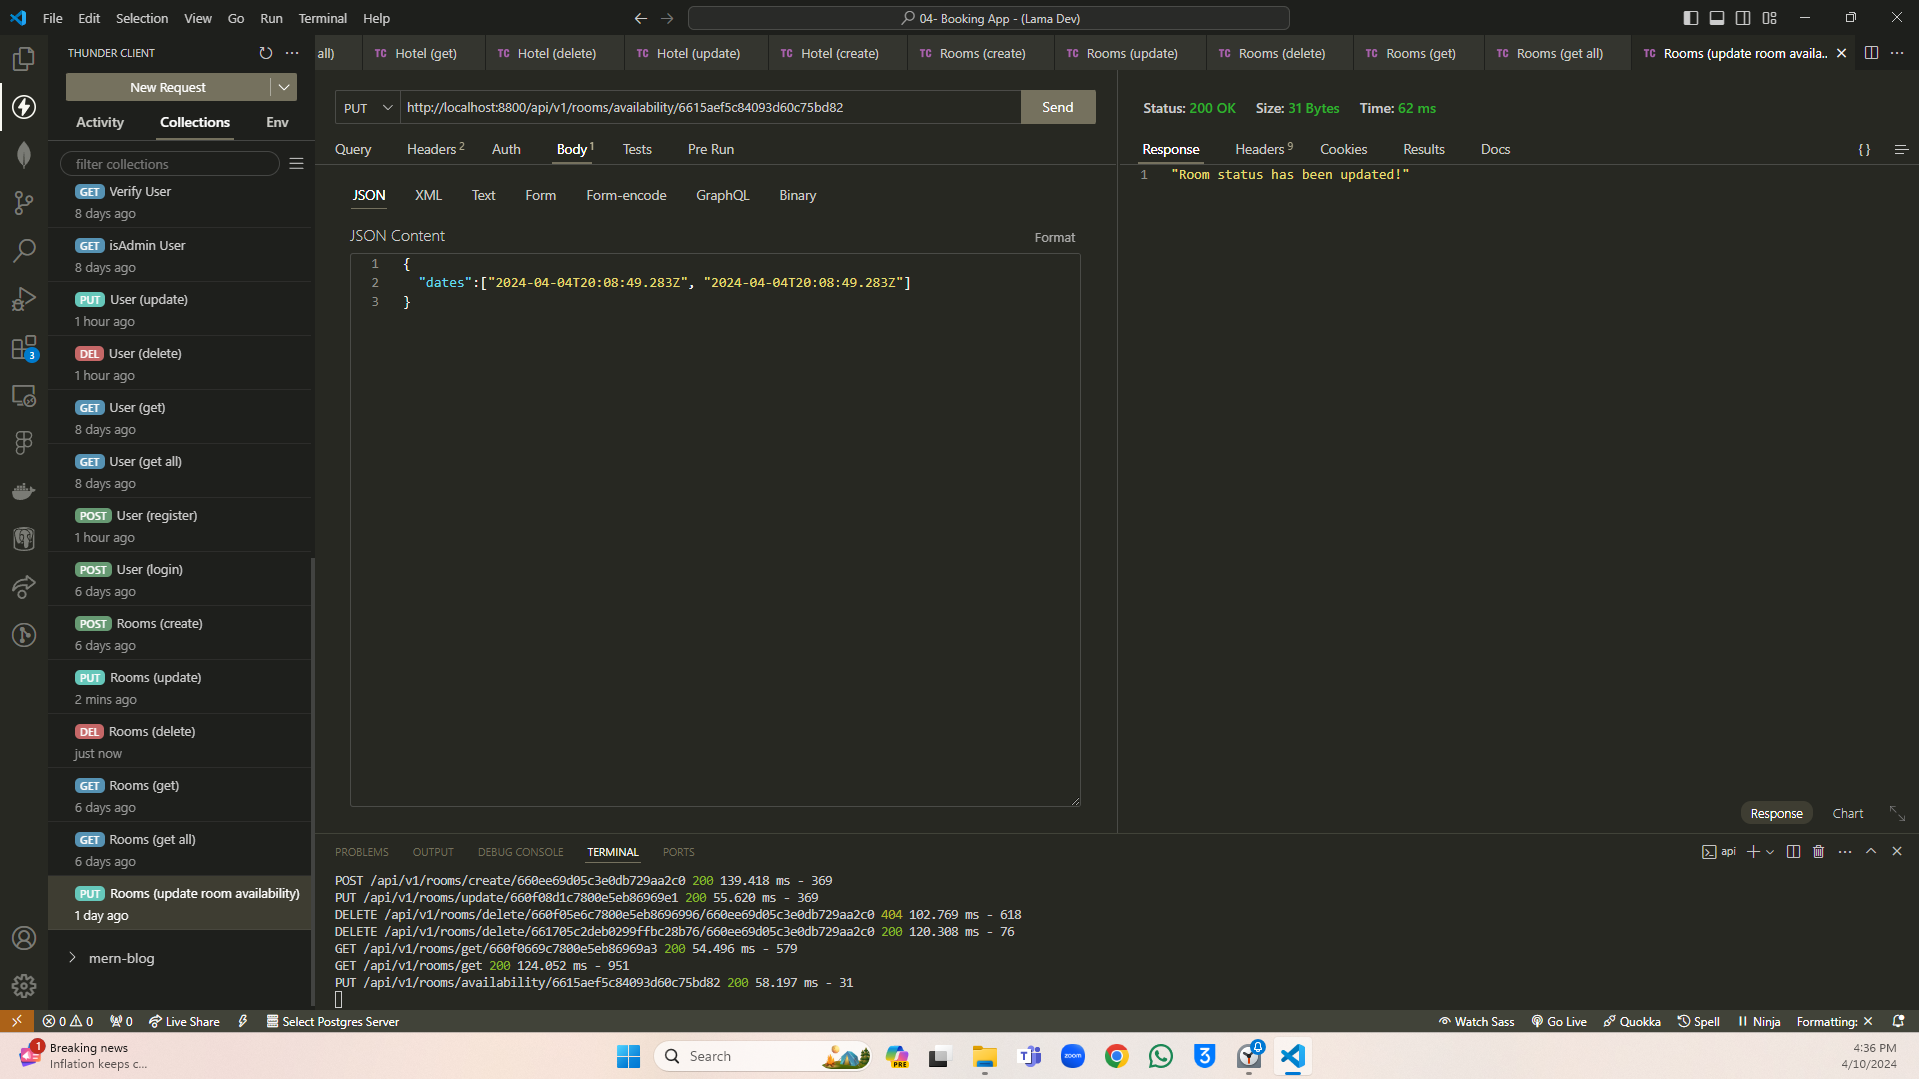 File Edit Selection View Go Run Terminal Help
04- Booking App - (Lama Dev)
THUNDER CLIENT
New Request
Activity Collections Env
filter collections
GET Verify User
8 days ago
GET isAdmin User
8 days ago
PUT User (update)
1 hour ago
DEL User (delete)
1 hour ago
GET User (get)
8 days ago
GET User (get all)
8 days ago
POST User (register)
1 hour ago
POST User (login)
6 days ago
POST Rooms (create)
6 days ago
PUT Rooms (update)
2 mins ago
DEL Rooms (delete)
just now
GET Rooms (get)
6 days ago
GET Rooms (get all)
6 days ago
PUT Rooms (update room availability)
1 day ago
mern-blog
3
all) TC Hotel (get) TC Hotel (delete) TC Hotel (update) TC Hotel (create) TC Rooms (create) TC Rooms (update) TC Rooms (delete) TC Rooms (get) TC Rooms (get all) TC Rooms (update room availa..
PUT http://localhost:8800/api/v1/rooms/availability/6615aef5c84093d60c75bd82 Send
Query Headers 2 Auth Body 1 Tests Pre Run
JSON XML Text Form Form-encode GraphQL Binary
JSON Content
Format
1 {
2 "dates":["2024-04-04T20:08:49.283Z", "2024-04-04T20:08:49.283Z"]
3 }
Status: 200 OK Size: 31 Bytes Time: 62 ms
Response Headers 9 Cookies Results Docs {}
1 "Room status has been updated!"
Response Chart
PROBLEMS OUTPUT DEBUG CONSOLE TERMINAL PORTS
api
POST /api/v1/rooms/create/660ee69d05c3e0db729aa2c0 200 139.418 ms - 369
PUT /api/v1/rooms/update/660f08d1c7800e5eb86969e1 200 55.620 ms - 369
DELETE /api/v1/rooms/delete/660f05e6c7800e5eb8696996/660ee69d05c3e0db729aa2c0 404 102.769 ms - 618
DELETE /api/v1/rooms/delete/661705c2deb0299ffbc28b76/660ee69d05c3e0db729aa2c0 200 120.308 ms - 76
GET /api/v1/rooms/get/660f0669c7800e5eb86969a3 200 54.496 ms - 579
GET /api/v1/rooms/get 200 124.052 ms - 951
PUT /api/v1/rooms/availability/6615aef5c84093d60c75bd82 200 58.197 ms - 31
0 0 0 Live Share Select Postgres Server
Watch Sass Go Live Quokka Spell Ninja Formatting:
1
Breaking news
Inflation keeps c...
Search
PRE
zoom
3
4:36 PM
4/10/2024